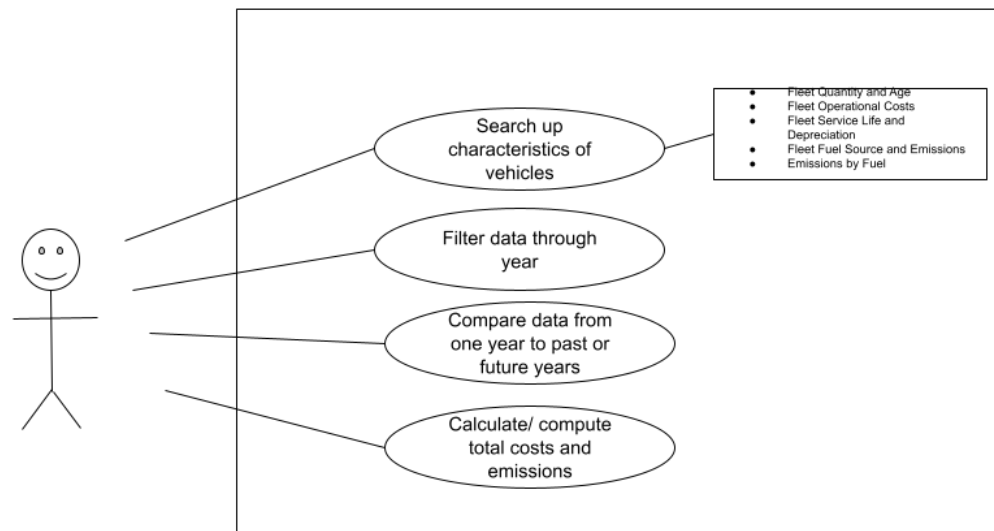 Search up
characteristics of
vehicles
● Fleet Quantity and Age
● Fleet Operational Costs
● Fleet Service Life and
Depreciation
● Fleet Fuel Source and Emissions
● Emissions by Fuel
Filter data through
year
Compare data from
one year to past or
future years
Calculate/ compute
total costs and
emissions